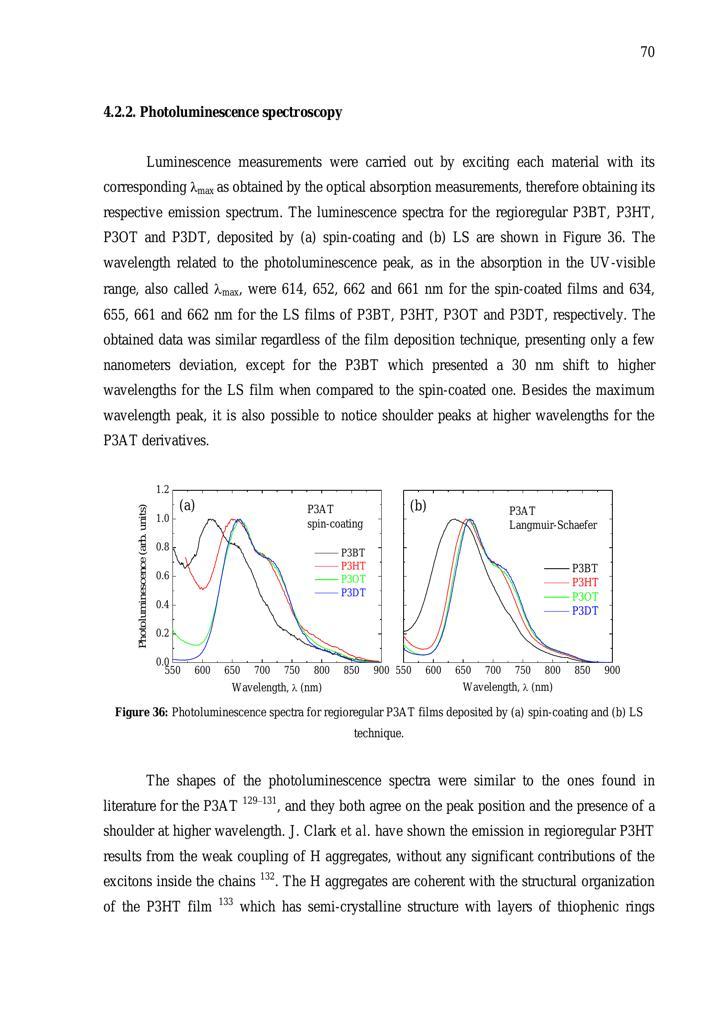 70
4.2.2. Photoluminescence spectroscopy
Luminescence measurements were carried out by exciting each material with its
corresponding λmax as obtained by the optical absorption measurements, therefore obtaining its
respective emission spectrum. The luminescence spectra for the regioregular P3BT, P3HT,
P3OT and P3DT, deposited by (a) spin-coating and (b) LS are shown in Figure 36. The
wavelength related to the photoluminescence peak, as in the absorption in the UV-visible
range, also called λmax, were 614, 652, 662 and 661 nm for the spin-coated films and 634,
655, 661 and 662 nm for the LS films of P3BT, P3HT, P3OT and P3DT, respectively. The
obtained data was similar regardless of the film deposition technique, presenting only a few
nanometers deviation, except for the P3BT which presented a 30 nm shift to higher
wavelengths for the LS film when compared to the spin-coated one. Besides the maximum
wavelength peak, it is also possible to notice shoulder peaks at higher wavelengths for the
P3AT derivatives.
Photoluminescence (arb. units)
1.2
1.0
0.8
0.6
0.4
0.2
0.0
(a)
P3AT
spin-coating
P3BT
P3HT
P3OT
P3DT
550 600 650 700 750 800 850 900
Wavelength, λ (nm)
(b)
P3AT
Langmuir-Schaefer
P3BT
P3HT
P3OT
P3DT
550 600 650 700 750 800 850 900
Wavelength, λ (nm)
Figure 36: Photoluminescence spectra for regioregular P3AT films deposited by (a) spin-coating and (b) LS
technique.
The shapes of the photoluminescence spectra were similar to the ones found in
literature for the P3AT 129–131, and they both agree on the peak position and the presence of a
shoulder at higher wavelength. J. Clark et al. have shown the emission in regioregular P3HT
results from the weak coupling of H aggregates, without any significant contributions of the
excitons inside the chains 132. The H aggregates are coherent with the structural organization
of the P3HT film 133 which has semi-crystalline structure with layers of thiophenic rings